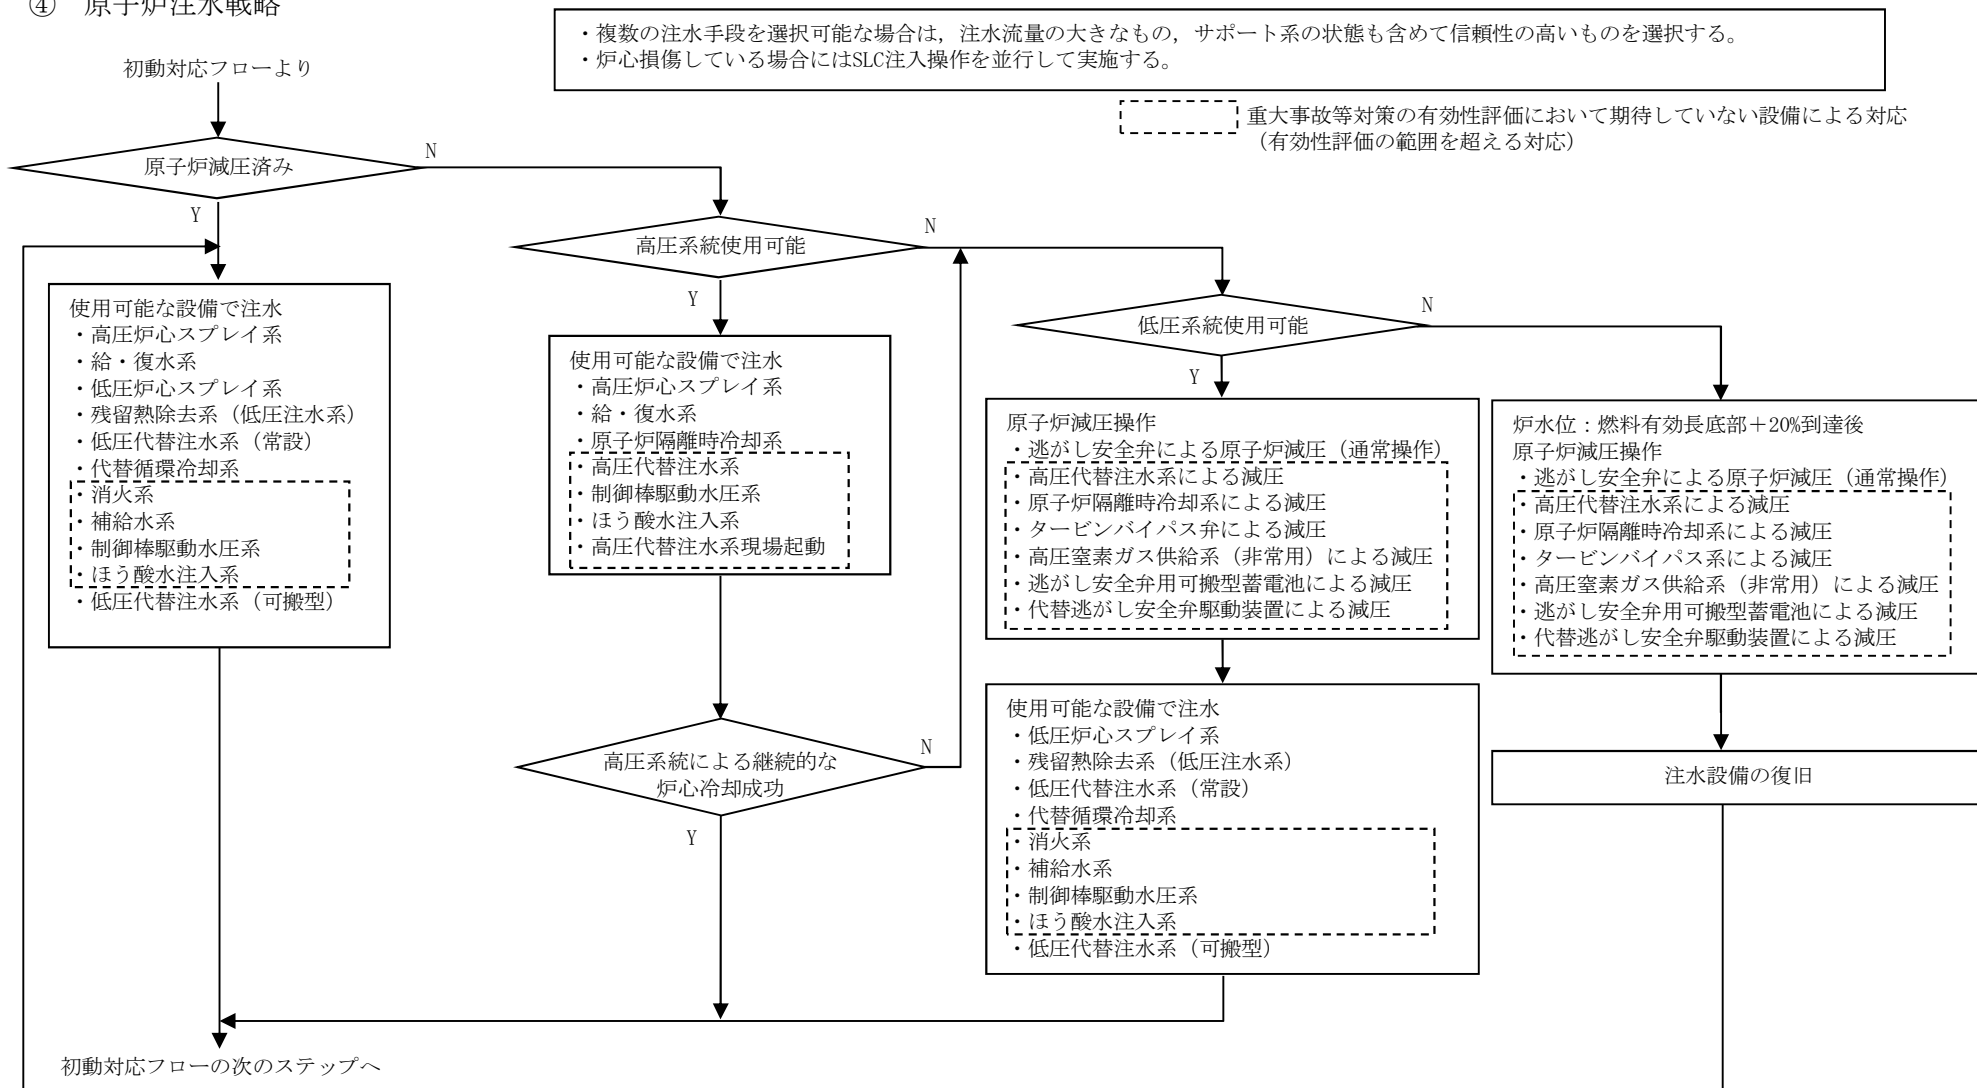 ④ 原子炉注水戦略
・複数の注水手段を選択可能な場合は，注水流量の大きなもの，サポート系の状態も含めて信頼性の高いものを選択する。
・炉心損傷している場合にはSLC注入操作を並行して実施する。
初動対応フローより
重大事故等対策の有効性評価において期待していない設備による対応
（有効性評価の範囲を超える対応）
原子炉減圧済み
N
Y
高圧系統使用可能
N
Y
低圧系統使用可能
N
Y
使用可能な設備で注水
・高圧炉心スプレイ系
・給・復水系
・低圧炉心スプレイ系
・残留熱除去系（低圧注水系）
・低圧代替注水系（常設）
・代替循環冷却系
・消火系
・補給水系
・制御棒駆動水圧系
・ほう酸水注入系
・低圧代替注水系（可搬型）
使用可能な設備で注水
・高圧炉心スプレイ系
・給・復水系
・原子炉隔離時冷却系
・高圧代替注水系
・制御棒駆動水圧系
・ほう酸水注入系
・高圧代替注水系現場起動
高圧系統による継続的な
炉心冷却成功
N
Y
原子炉減圧操作
・逃がし安全弁による原子炉減圧（通常操作）
・高圧代替注水系による減圧
・原子炉隔離時冷却系による減圧
・タービンバイパス弁による減圧
・高圧窒素ガス供給系（非常用）による減圧
・逃がし安全弁用可搬型蓄電池による減圧
・代替逃がし安全弁駆動装置による減圧
使用可能な設備で注水
・低圧炉心スプレイ系
・残留熱除去系（低圧注水系）
・低圧代替注水系（常設）
・代替循環冷却系
・消火系
・補給水系
・制御棒駆動水圧系
・ほう酸水注入系
・低圧代替注水系（可搬型）
炉水位：燃料有効長底部＋20%到達後
原子炉減圧操作
・逃がし安全弁による原子炉減圧（通常操作）
・高圧代替注水系による減圧
・原子炉隔離時冷却系による減圧
・タービンバイパス系による減圧
・高圧窒素ガス供給系（非常用）による減圧
・逃がし安全弁用可搬型蓄電池による減圧
・代替逃がし安全弁駆動装置による減圧
注水設備の復旧
初動対応フローの次のステップへ